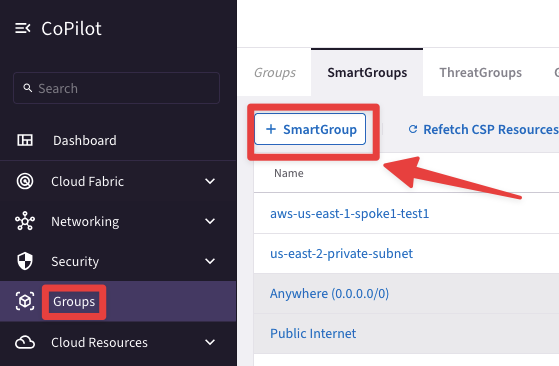 CoPilot
Search
Dashboard
Cloud Fabric
Networking
Security
Groups
Cloud Resources
Groups SmartGroups ThreatGroups
+ SmartGroup Refetch CSP Resources
Name
aws-us-east-1-spoke1-test1
us-east-2-private-subnet
Anywhere (0.0.0.0/0)
Public Internet